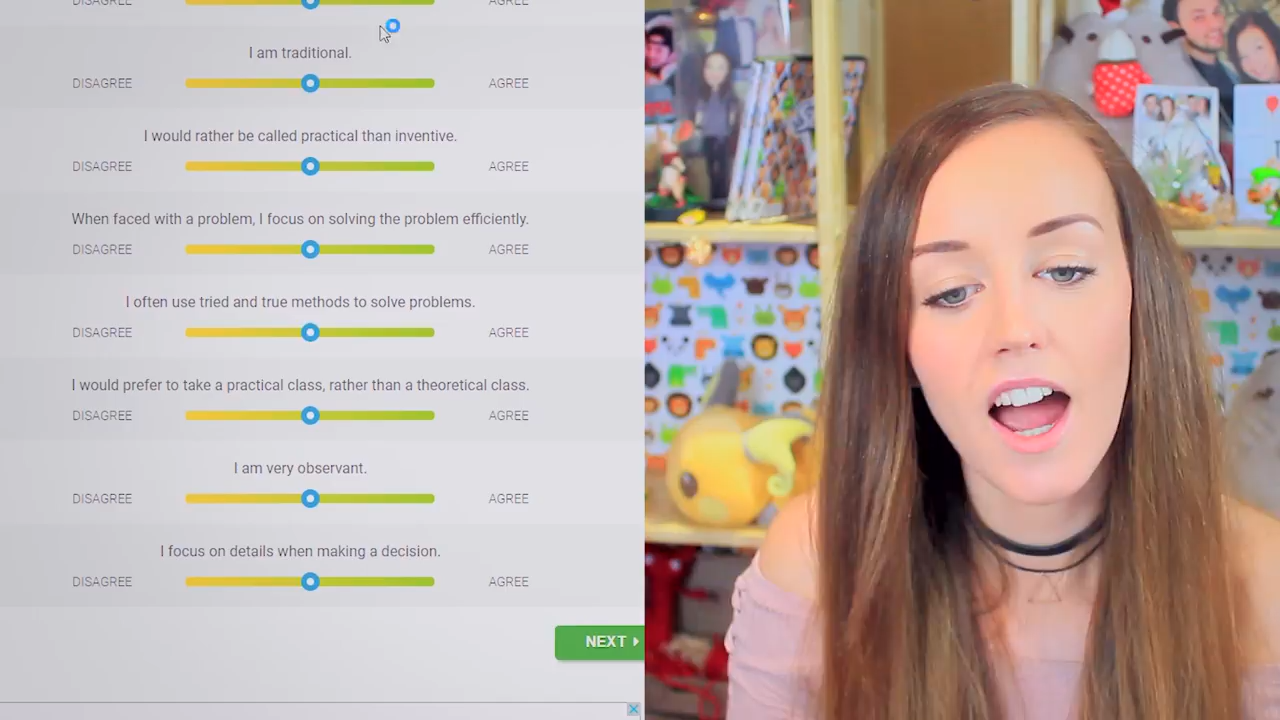 DISAGREE AGREE
I am traditional.
DISAGREE AGREE
I would rather be called practical than inventive.
DISAGREE AGREE
When faced with a problem, I focus on solving the problem efficiently.
DISAGREE AGREE
I often use tried and true methods to solve problems.
DISAGREE AGREE
I would prefer to take a practical class, rather than a theoretical class.
DISAGREE AGREE
I am very observant.
DISAGREE AGREE
I focus on details when making a decision.
DISAGREE AGREE
NEXT